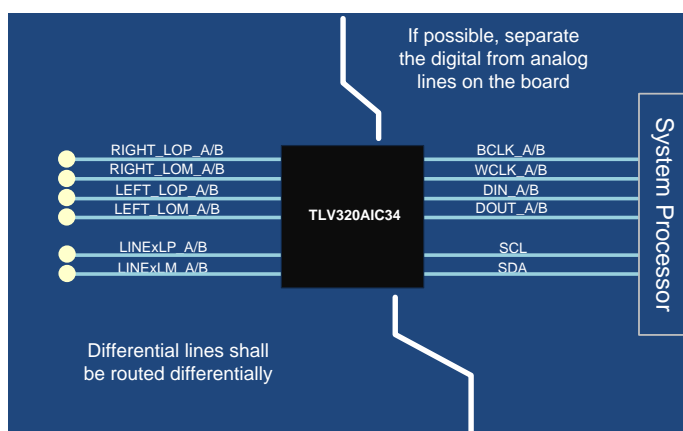 If possible, separate
the digital from analog
lines on the board
RIGHT_LOP_A/B
RIGHT_LOM_A/B
LEFT_LOP_A/B
LEFT_LOM_A/B
LINExLP_A/B
LINExLM_A/B
TLV320AIC34
BCLK_A/B
WCLK_A/B
DIN_A/B
DOUT_A/B
SCL
SDA
System Processor
Differential lines shall
be routed differentially